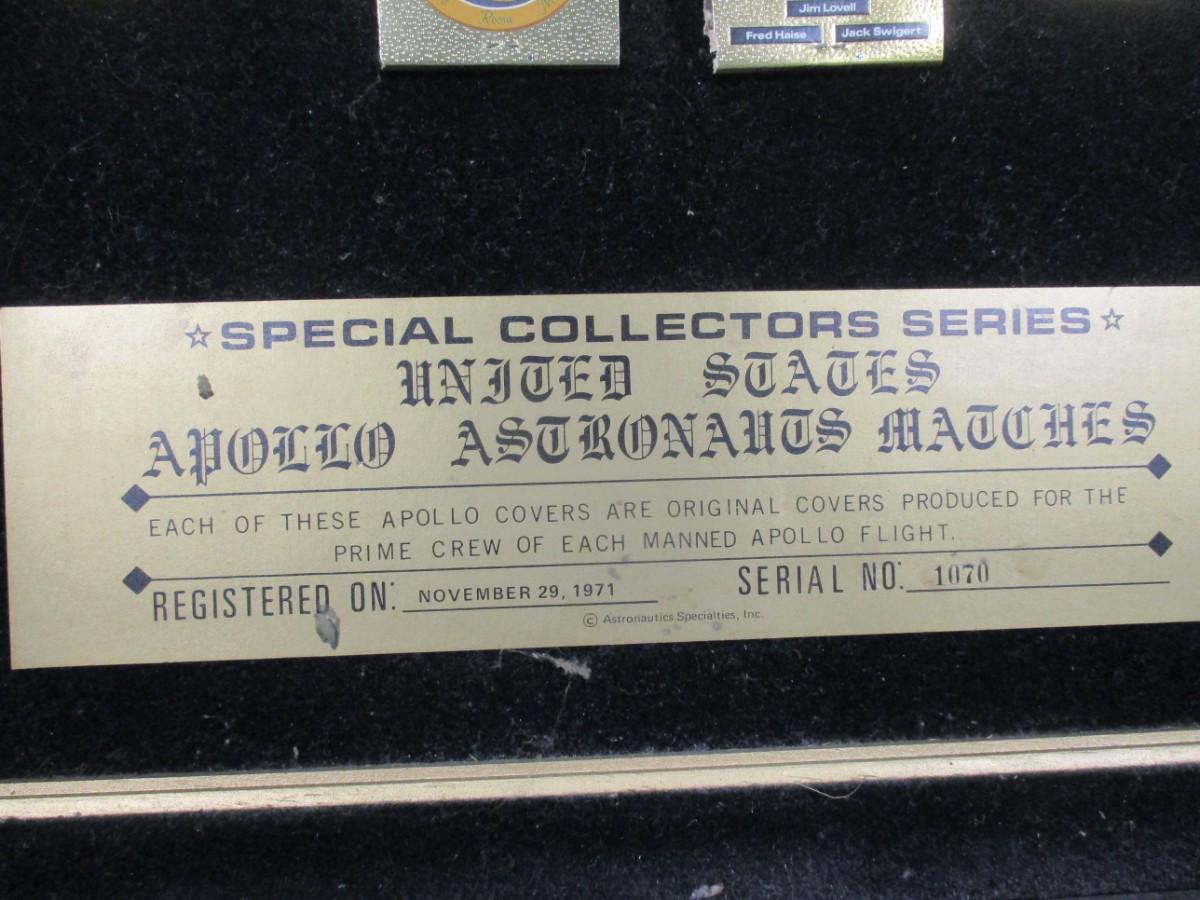 Roosa
Jim Lovell
Fred Haise Jack Swigert
☆SPECIAL COLLECTORS SERIES☆
UNITED STATES
APOLLO ASTRONAUTS MATCHES
EACH OF THESE APOLLO COVERS ARE ORIGINAL COVERS PRODUCED FOR THE
PRIME CREW OF EACH MANNED APOLLO FLIGHT.
REGISTERED ON: NOVEMBER 29, 1971 SERIAL NO: 1070
© Astronautics Specialties, Inc.